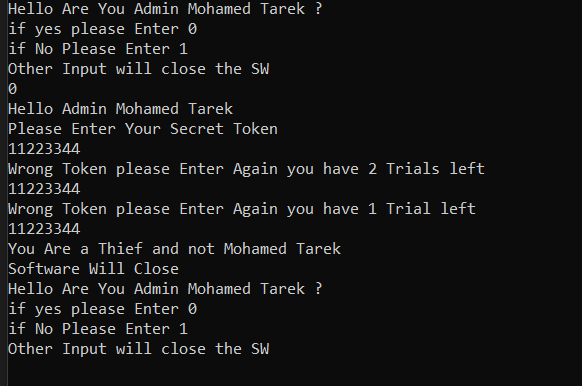 Hello Are You Admin Mohamed Tarek ?
if yes please Enter 0
if No Please Enter 1
Other Input will close the SW
0
Hello Admin Mohamed Tarek
Please Enter Your Secret Token
11223344
Wrong Token please Enter Again you have 2 Trials left
11223344
Wrong Token please Enter Again you have 1 Trial left
11223344
You Are a Thief and not Mohamed Tarek
Software Will Close
Hello Are You Admin Mohamed Tarek ?
if yes please Enter 0
if No Please Enter 1
Other Input will close the SW